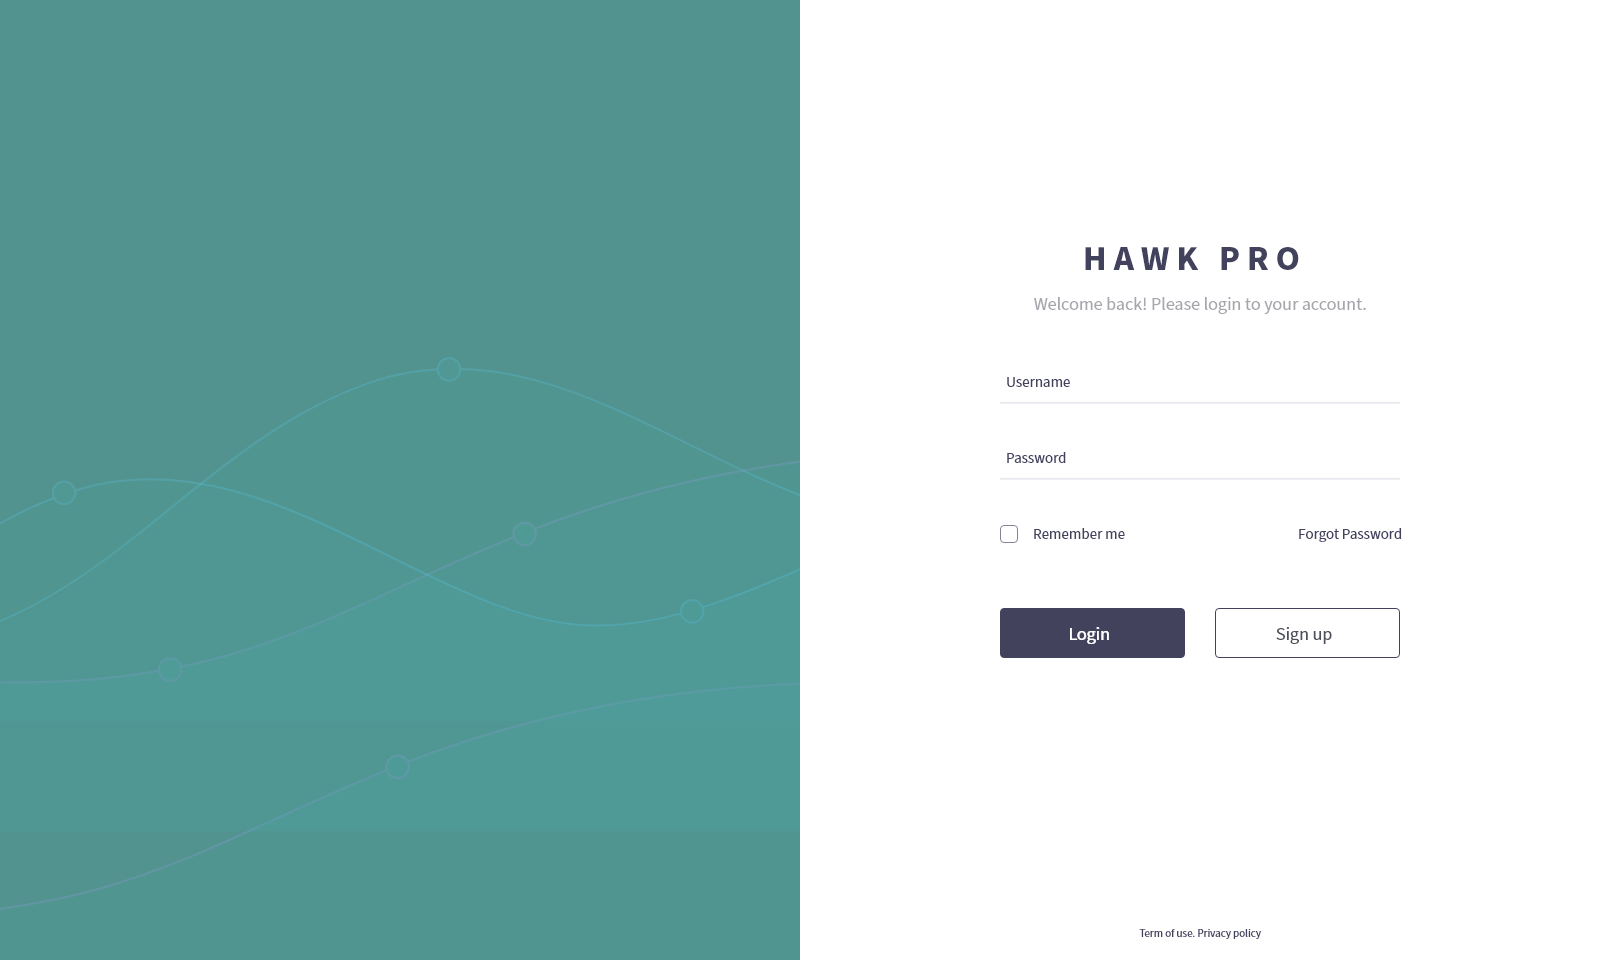 HAWK PRO
Welcome back! Please login to your account.
Username
Password
Remember me
Forgot Password
Login
Sign up
Term of use. Privacy policy